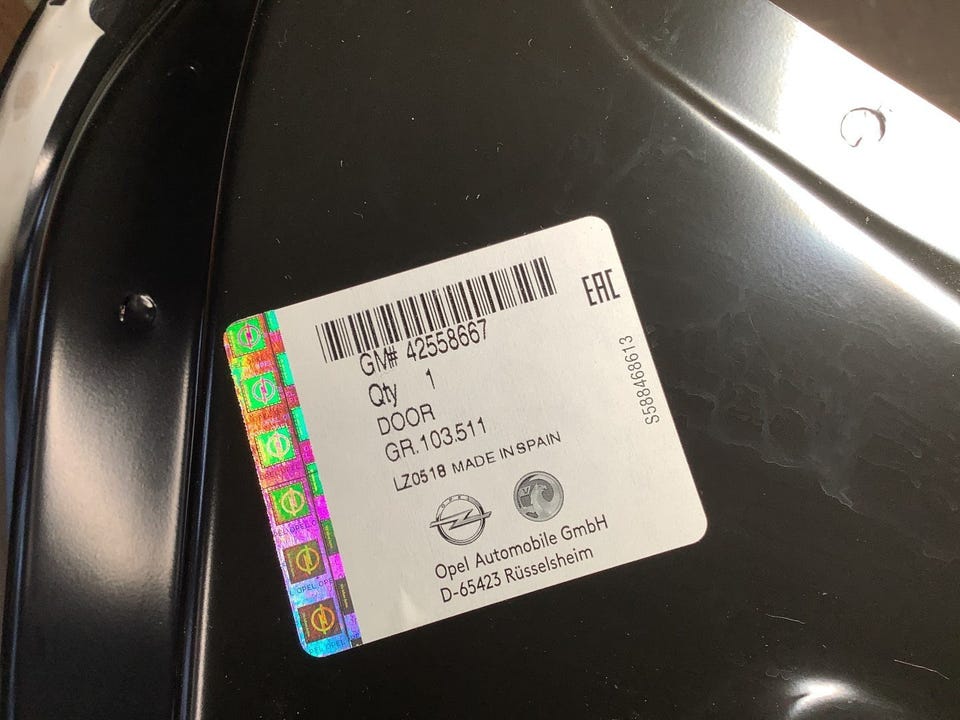 EAC
GM# 42558667
Qty 1
DOOR
GR.103.511
LZ0518 MADE IN SPAIN
OPEL
Opel Automobile GmbH
D-65423 Rüsselsheim
S588468613